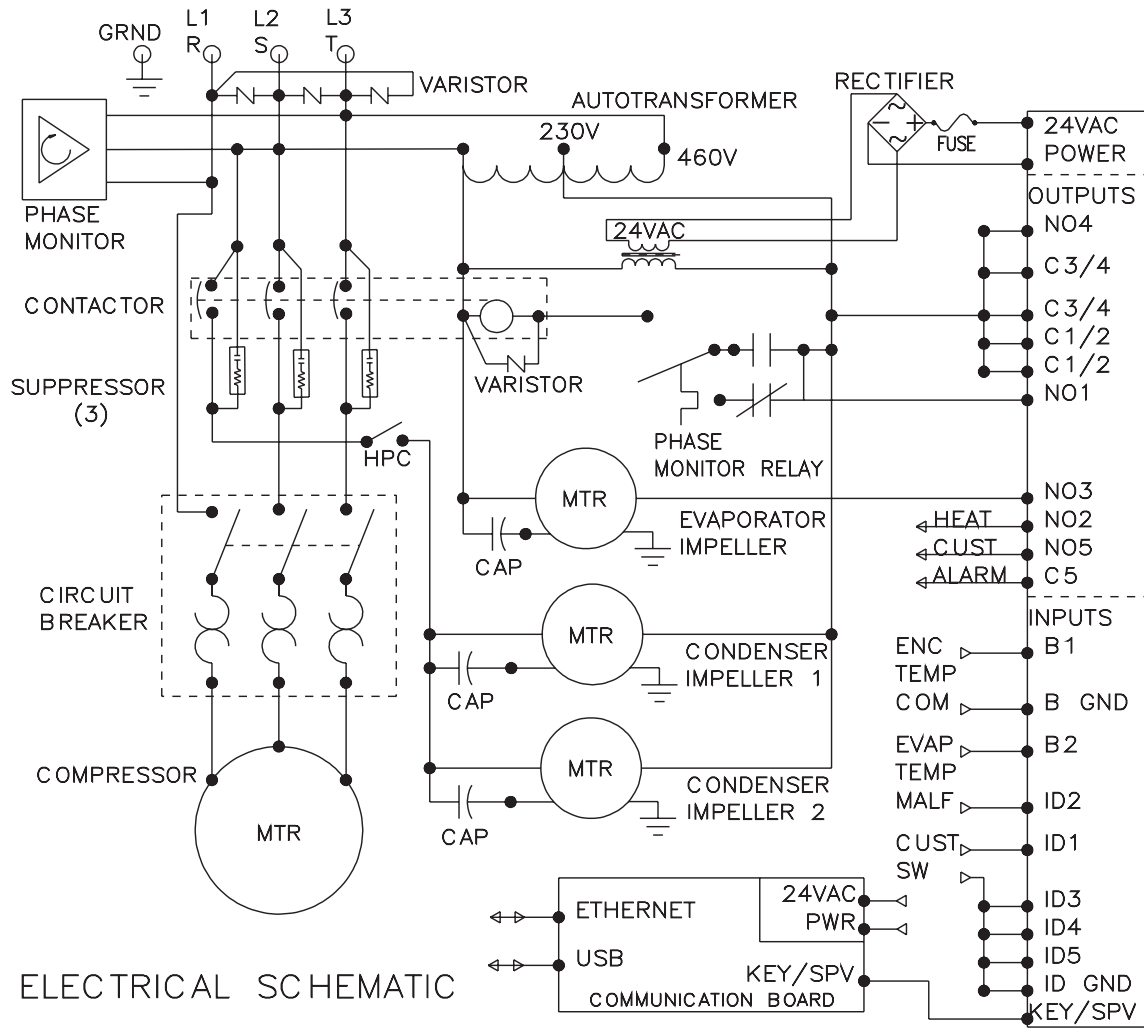 GRND
L1
R
L2
S
L3
T
VARISTOR
AUTOTRANSFORMER
230V
460V
RECTIFIER
FUSE
24VAC
POWER
PHASE
MONITOR
24VAC
OUTPUTS
NO4
C3/4
C3/4
C1/2
C1/2
NO1
CONTACTOR
VARISTOR
SUPPRESSOR
(3)
HPC
PHASE
MONITOR RELAY
MTR
EVAPORATOR
IMPELLER
CAP
NO3
HEAT
NO2
CUST
NO5
ALARM
C5
CIRCUIT
BREAKER
MTR
CONDENSER
IMPELLER 1
CAP
INPUTS
ENC
TEMP
B1
COM
B GND
EVAP
TEMP
B2
MALF
ID2
CUST
SW
ID1
COMPRESSOR
MTR
MTR
CONDENSER
IMPELLER 2
CAP
ID3
ID4
ID5
ID GND
KEY/SPV
24VAC
PWR
ETHERNET
USB
KEY/SPV
COMMUNICATION BOARD
ELECTRICAL SCHEMATIC